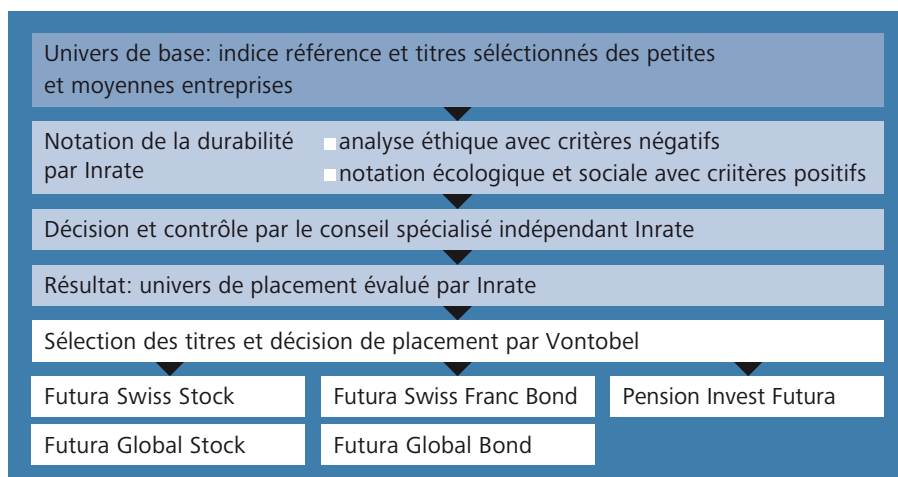 Univers de base: indice référence et titres séléctionnés des petites
et moyennes entreprises
Notation de la durabilité
par Inrate
analyse éthique avec critères négatifs
notation écologique et sociale avec criitères positifs
Décision et contrôle par le conseil spécialisé indépendant Inrate
Résultat: univers de placement évalué par Inrate
Sélection des titres et décision de placement par Vontobel
Futura Swiss Stock
Futura Swiss Franc Bond
Pension Invest Futura
Futura Global Stock
Futura Global Bond